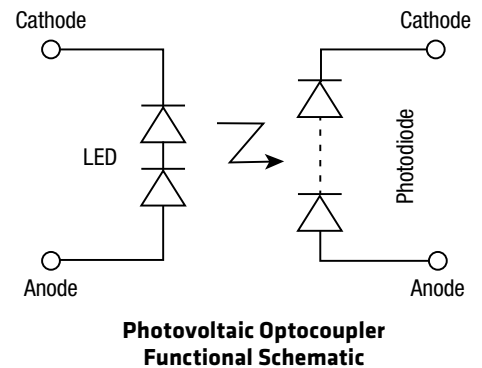 Cathode
Cathode
LED
Photodiode
Anode
Anode
Photovoltaic Optocoupler
Functional Schematic